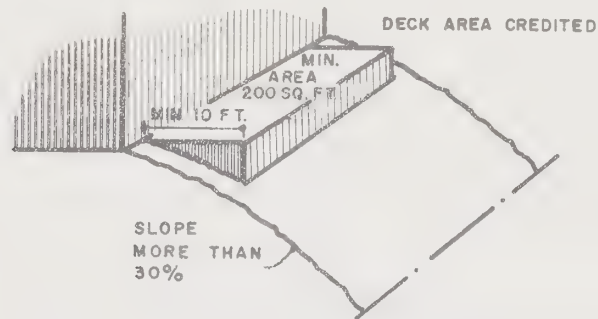 DECK AREA CREDITED
MIN.
AREA
200 SQ. FT
MIN 10 FT.
SLOPE
MORE THAN
30%